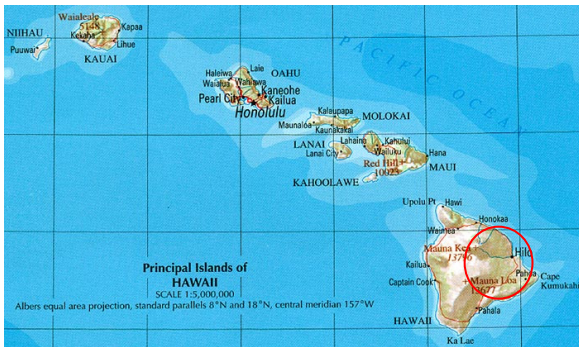 Waialeale
5148
NIIHAU
Kapaa
Kekaha
Puuwai
Lihue
KAUAI
PACIFIC OCEAN
Laie
Haleiwa
OAHU
Waialua
Wahiawa
Kaneohe
Pearl City
Kailua
Honolulu
Kalaupapa
MOLOKAI
Maunaloa
Kaunakakai
LANAI
Lahaina
Kahului
Lanai City
Wailuku
Hana
Red Hill
10023
MAUI
KAHOOLAWE
Upolu Pt
Hawi
Honokaa
Waimea
Mauna Kea
13796
Hilo
Kailua
Pahoa
Cape
Kumukahi
Captain Cook
Mauna Loa
13677
Pahala
HAWAII
Ka Lae
Principal Islands of
HAWAII
SCALE 1:5,000,000
Albers equal area projection, standard parallels 8°N and 18°N, central meridian 157°W